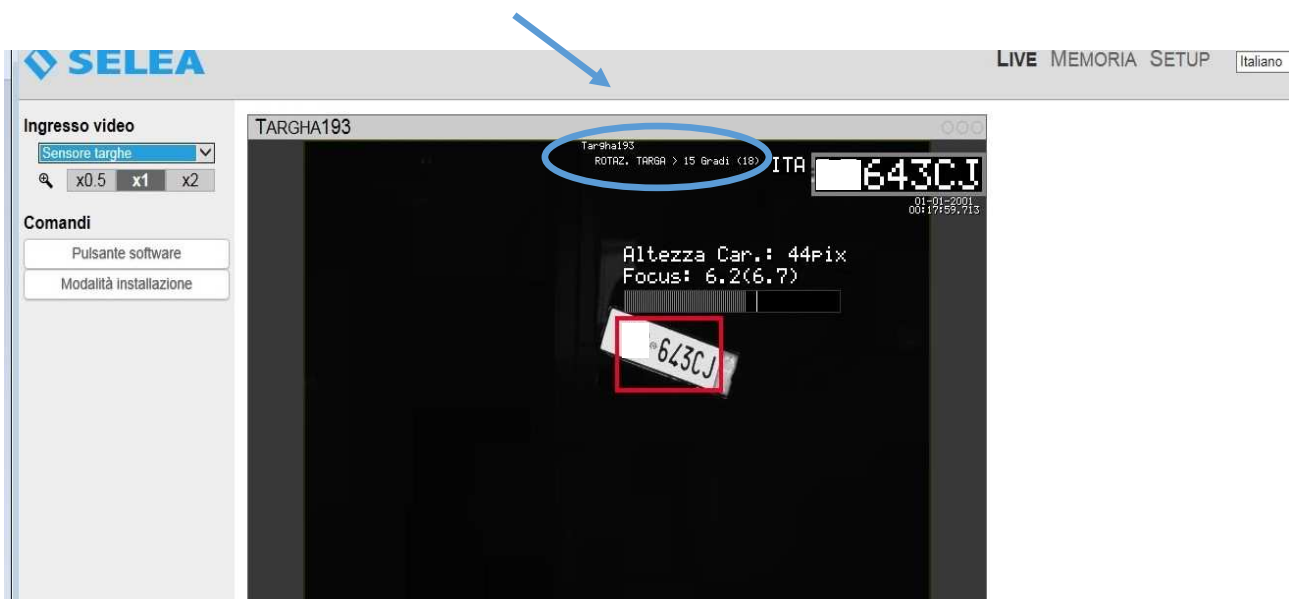 SELEA
LIVE MEMORIA SETUP Italiano
Ingresso video
Sensore targhe
x0.5 x1 x2
Comandi
Pulsante software
Modalità installazione
TARGHA193
Targha193
ROTAZ. TARGA > 15 Gradi (18)
ITA 643CJ
01-01-2001
00:17:59.713
Altezza Car.: 44pix
Focus: 6.2(6.7)
643CJ